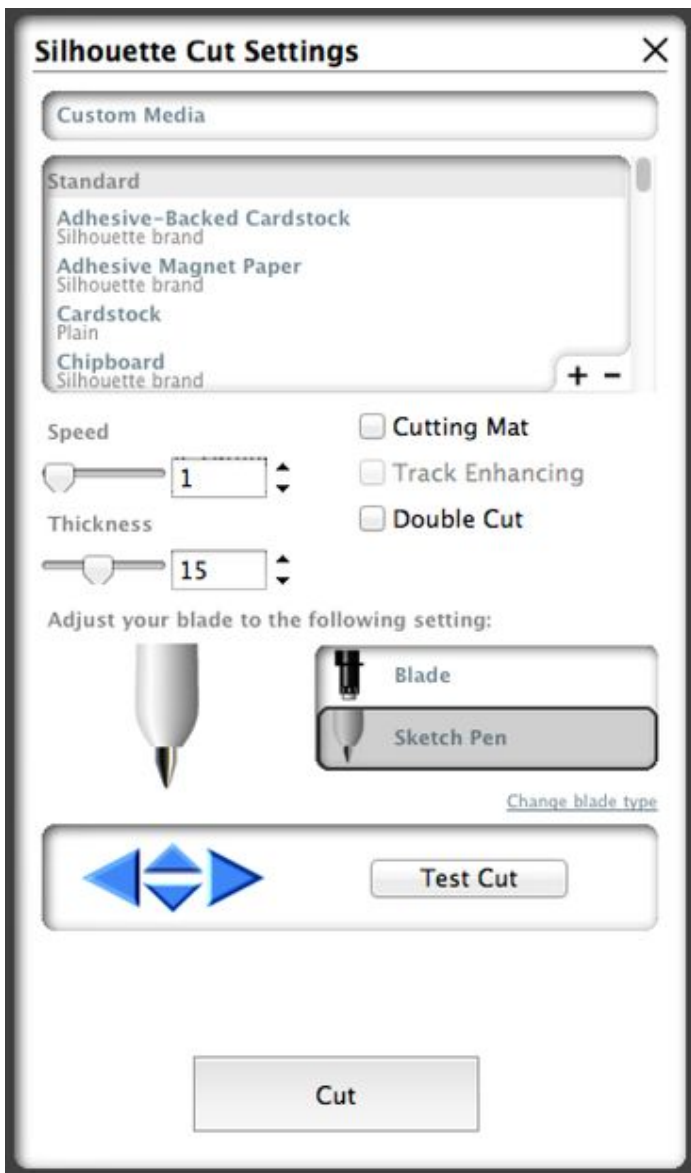 Silhouette Cut Settings
Custom Media
Standard
Adhesive-Backed Cardstock
Silhouette brand
Adhesive Magnet Paper
Silhouette brand
Cardstock
Plain
Chipboard
Silhouette brand
+ -
Speed
1
Cutting Mat
Track Enhancing
Thickness
15
Double Cut
Adjust your blade to the following setting:
Blade
Sketch Pen
Change blade type
Test Cut
Cut